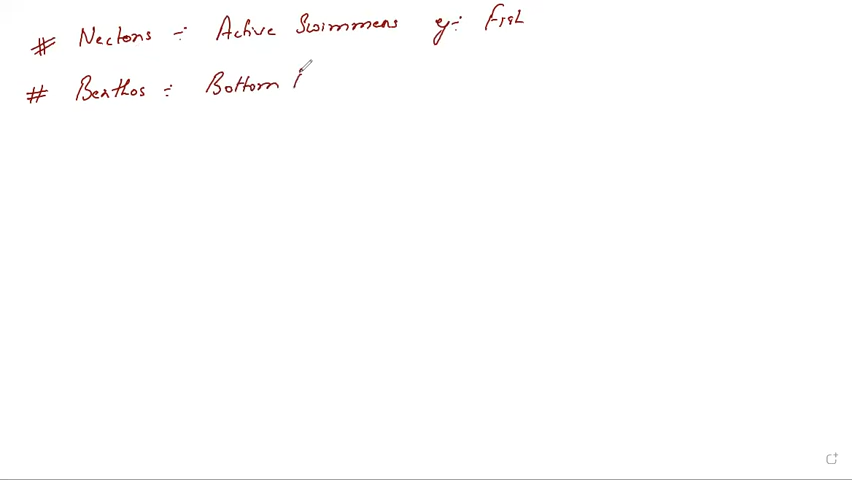 # Nectons :- Active Swimmers eg:- Fish
# Benthos :- Bottom